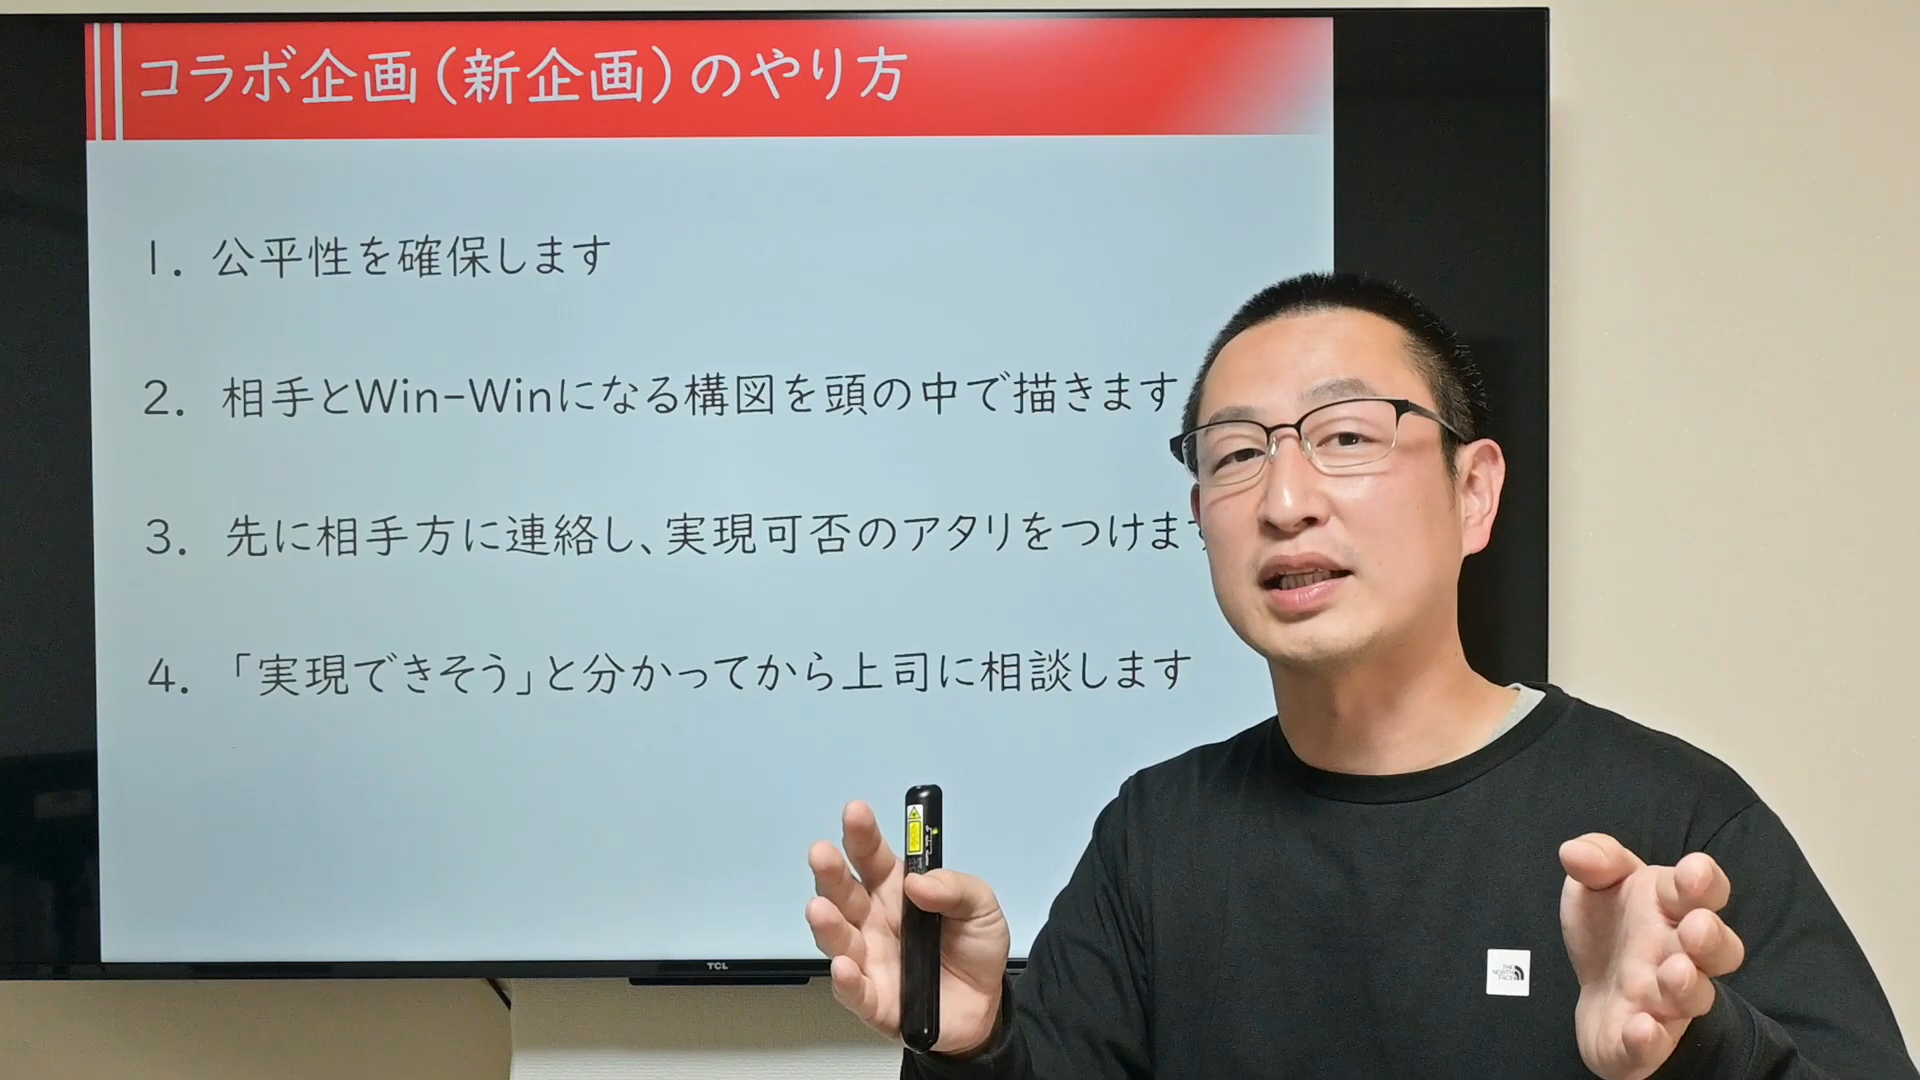 コラボ企画(新企画)のやり方
1. 公平性を確保します
2. 相手とWin-Winになる構図を頭の中で描きます
3. 先に相手方に連絡し、実現可否のアタリをつけます
4. 「実現できそう」と分かってから上司に相談します
TCL
THE
NORTH
FACE